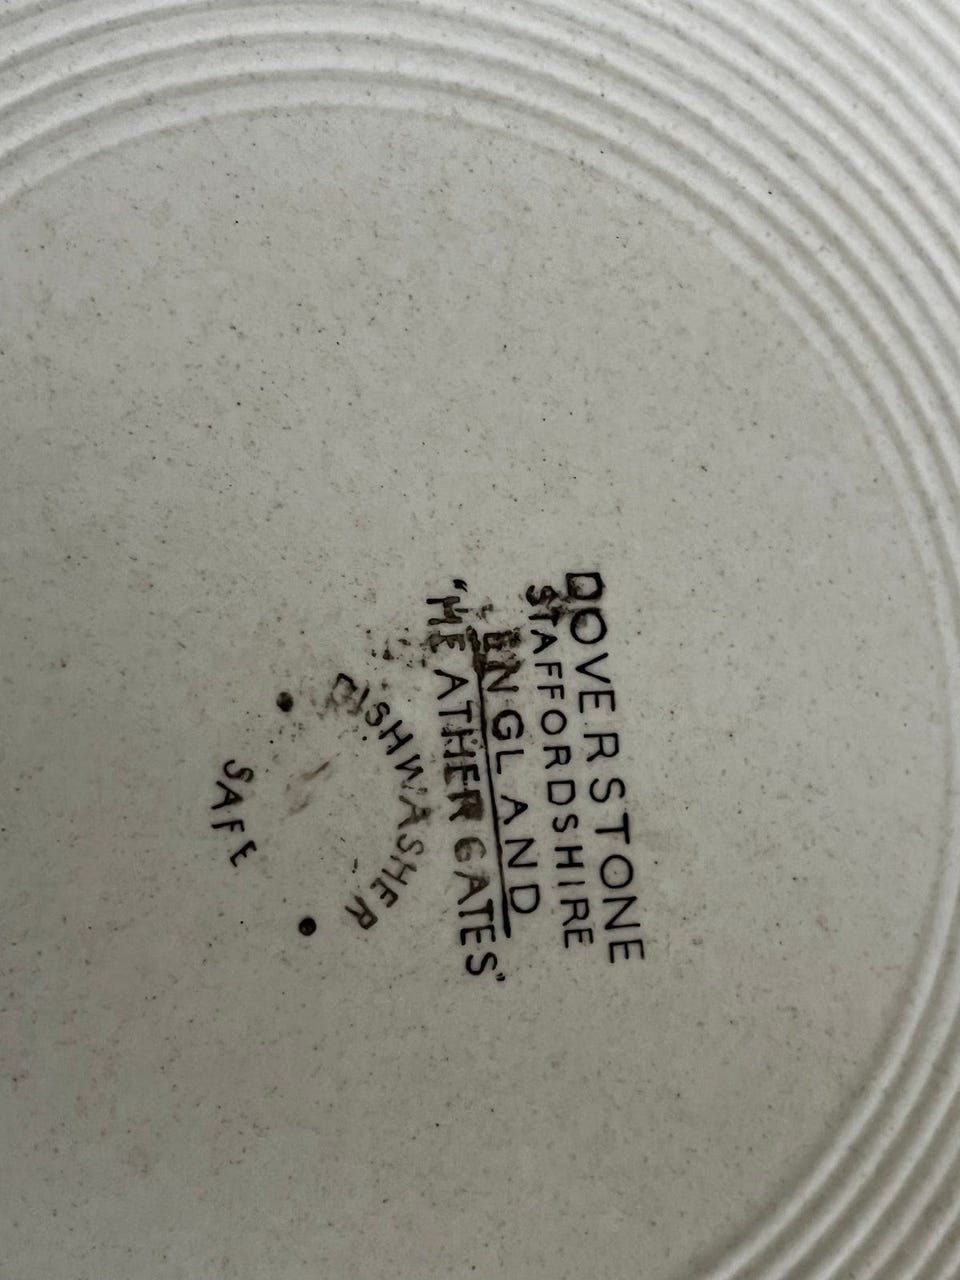 DOVERSTONE
STAFFORDSHIRE
ENGLAND
"HEATHER GATES"
DISHWASHER
SAFE